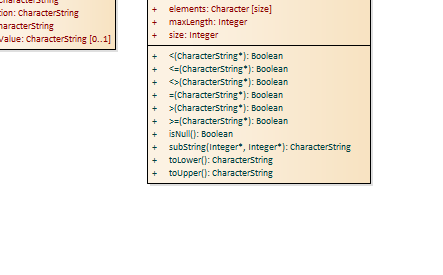 CharacterString
tion: CharacterString
haracterString
Value: CharacterString [0..1]
+ elements: Character [size]
+ maxLength: Integer
+ size: Integer
+ <(CharacterString*): Boolean
+ <=(CharacterString*): Boolean
+ <>(CharacterString*): Boolean
+ =(CharacterString*): Boolean
+ >(CharacterString*): Boolean
+ >=(CharacterString*): Boolean
+ isNull(): Boolean
+ subString(Integer*, Integer*): CharacterString
+ toLower(): CharacterString
+ toUpper(): CharacterString